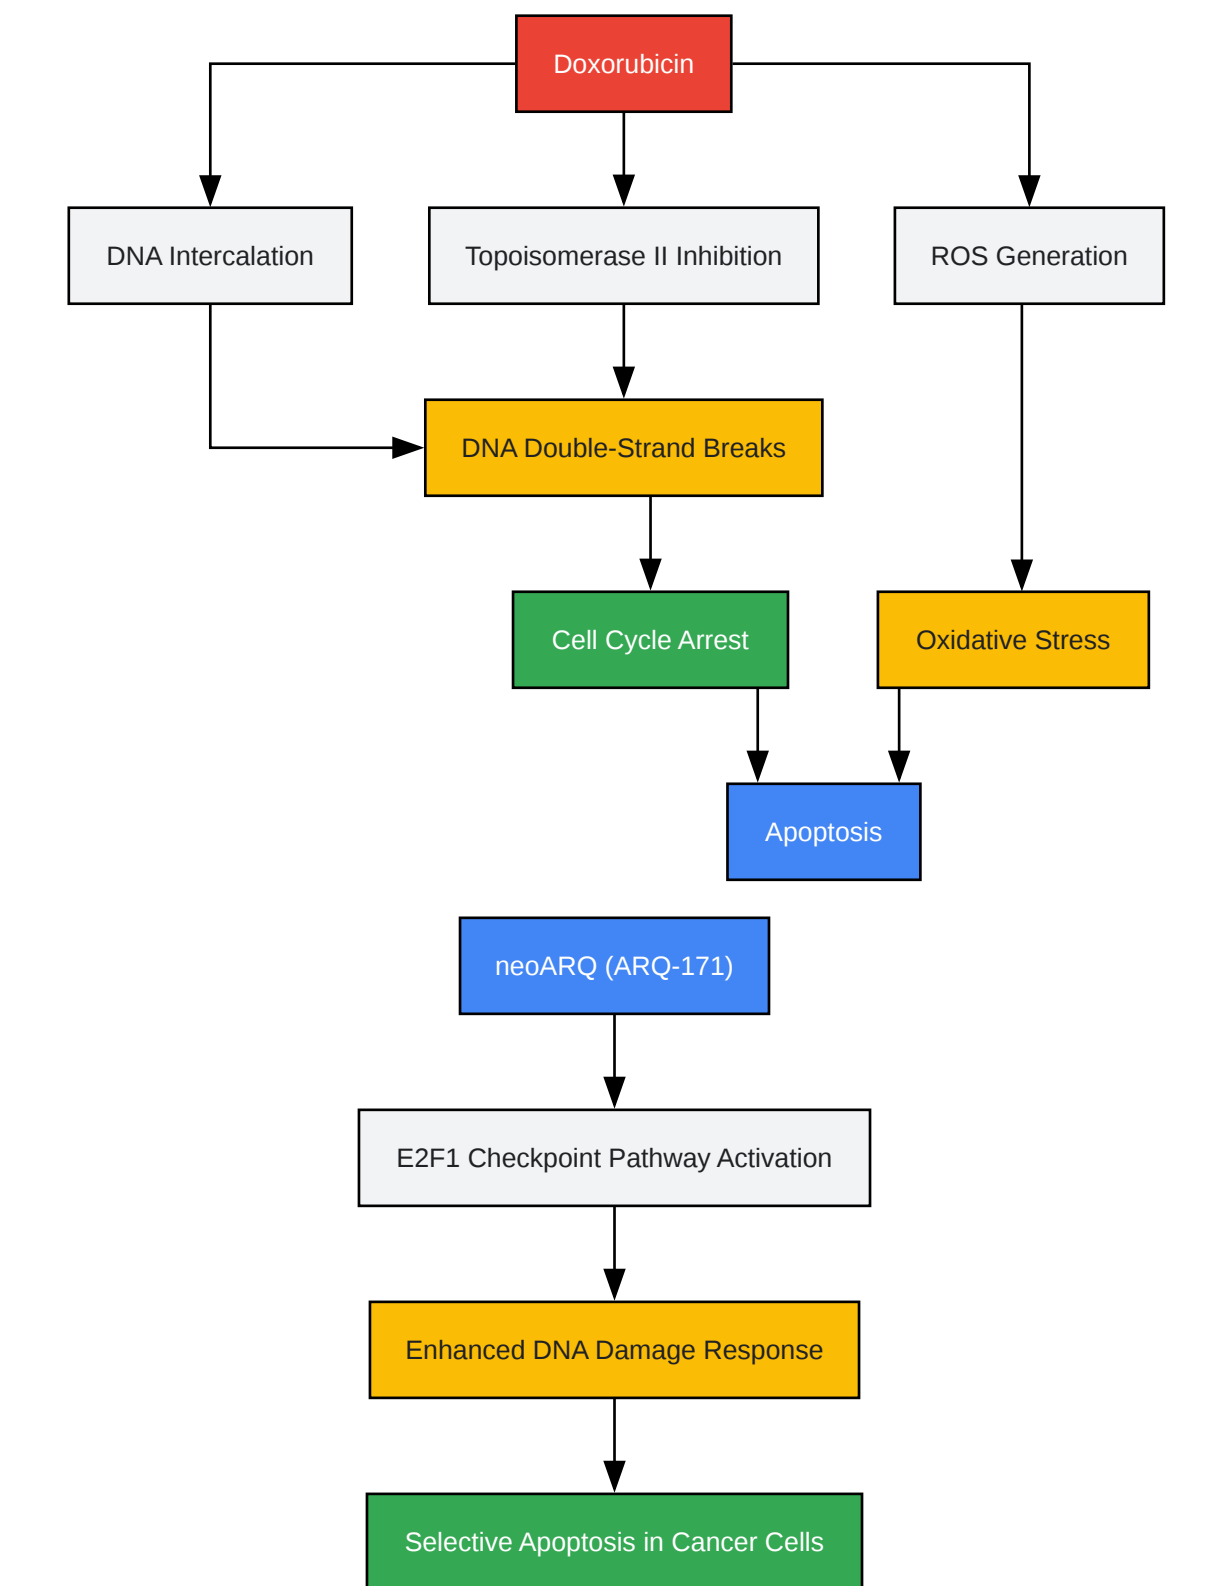 Doxorubicin
DNA Intercalation
Topoisomerase II Inhibition
ROS Generation
DNA Double-Strand Breaks
Cell Cycle Arrest
Oxidative Stress
Apoptosis
neoARQ (ARQ-171)
E2F1 Checkpoint Pathway Activation
Enhanced DNA Damage Response
Selective Apoptosis in Cancer Cells